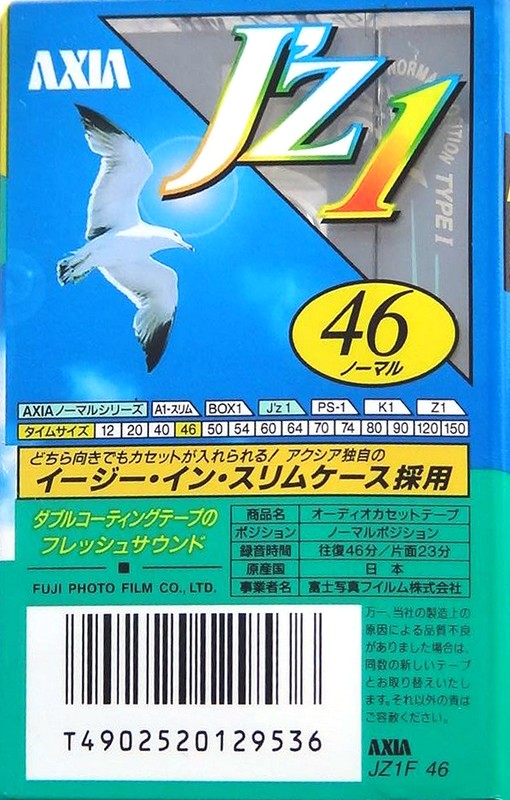 AXIA
J'z1
NORMAL POSITION TYPE I
46
ノーマル
AXIAノーマルシリーズ A1-スリム BOX1 J'z 1 PS-1 K1 Z1
タイムサイズ 12 20 40 46 50 54 60 64 70 74 80 90 120 150
どちら向きでもカセットが入れられる! アクシア独自の
イージー・イン・スリムケース採用
ダブルコーティングテープの
フレッシュサウンド
FUJI PHOTO FILM CO., LTD.
商品名 オーディオカセットテープ
ポジション ノーマルポジション
録音時間 往復46分/片面23分
原産国 日本
事業者名 富士写真フイルム株式会社
万一、当社の製造上の
原因による品質不良
がありました場合は、
同数の新しいテープ
とお取り替えいたし
ます。それ以外の責は
ご容赦ください。
T4902520129536
AXIA
JZ1F 46